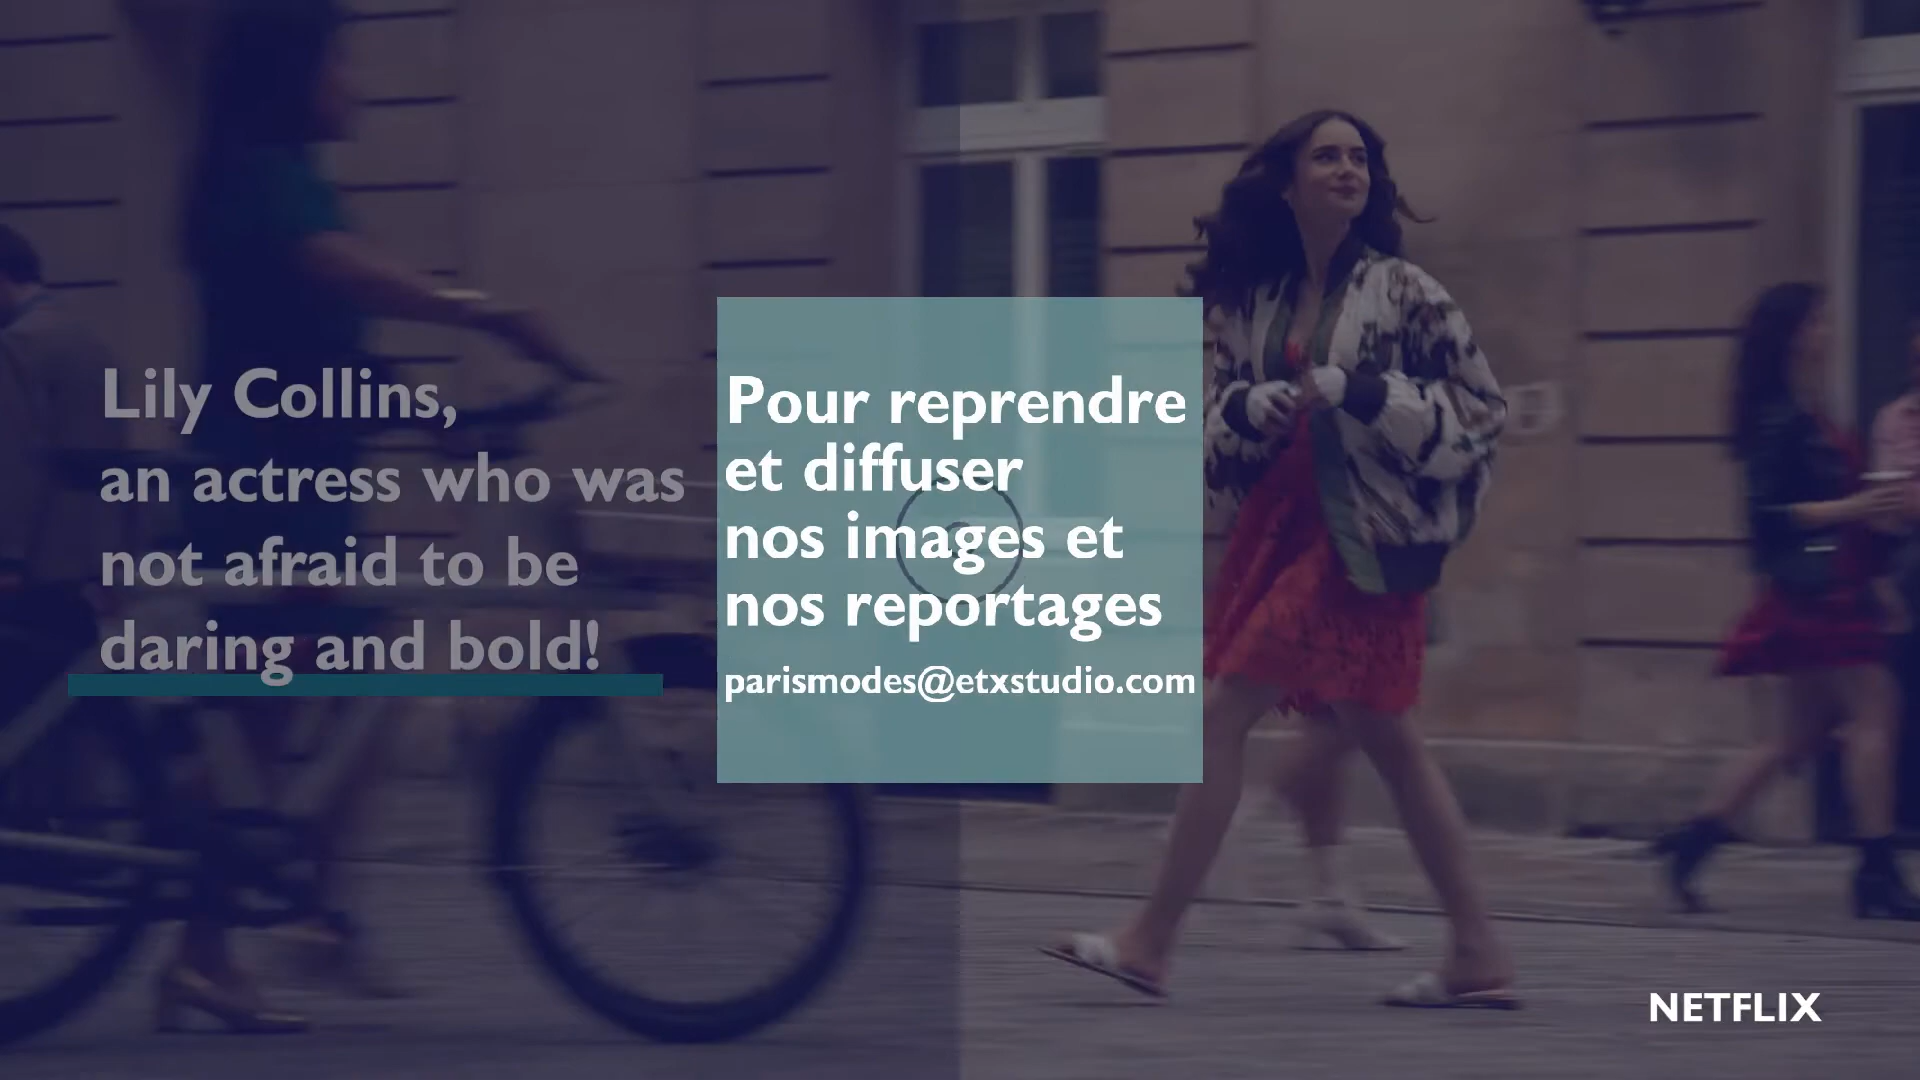 Lily Collins,
an actress who was
not afraid to be
daring and bold!
Pour reprendre
et diffuser
nos images et
nos reportages
parismodes@etxstudio.com
NETFLIX